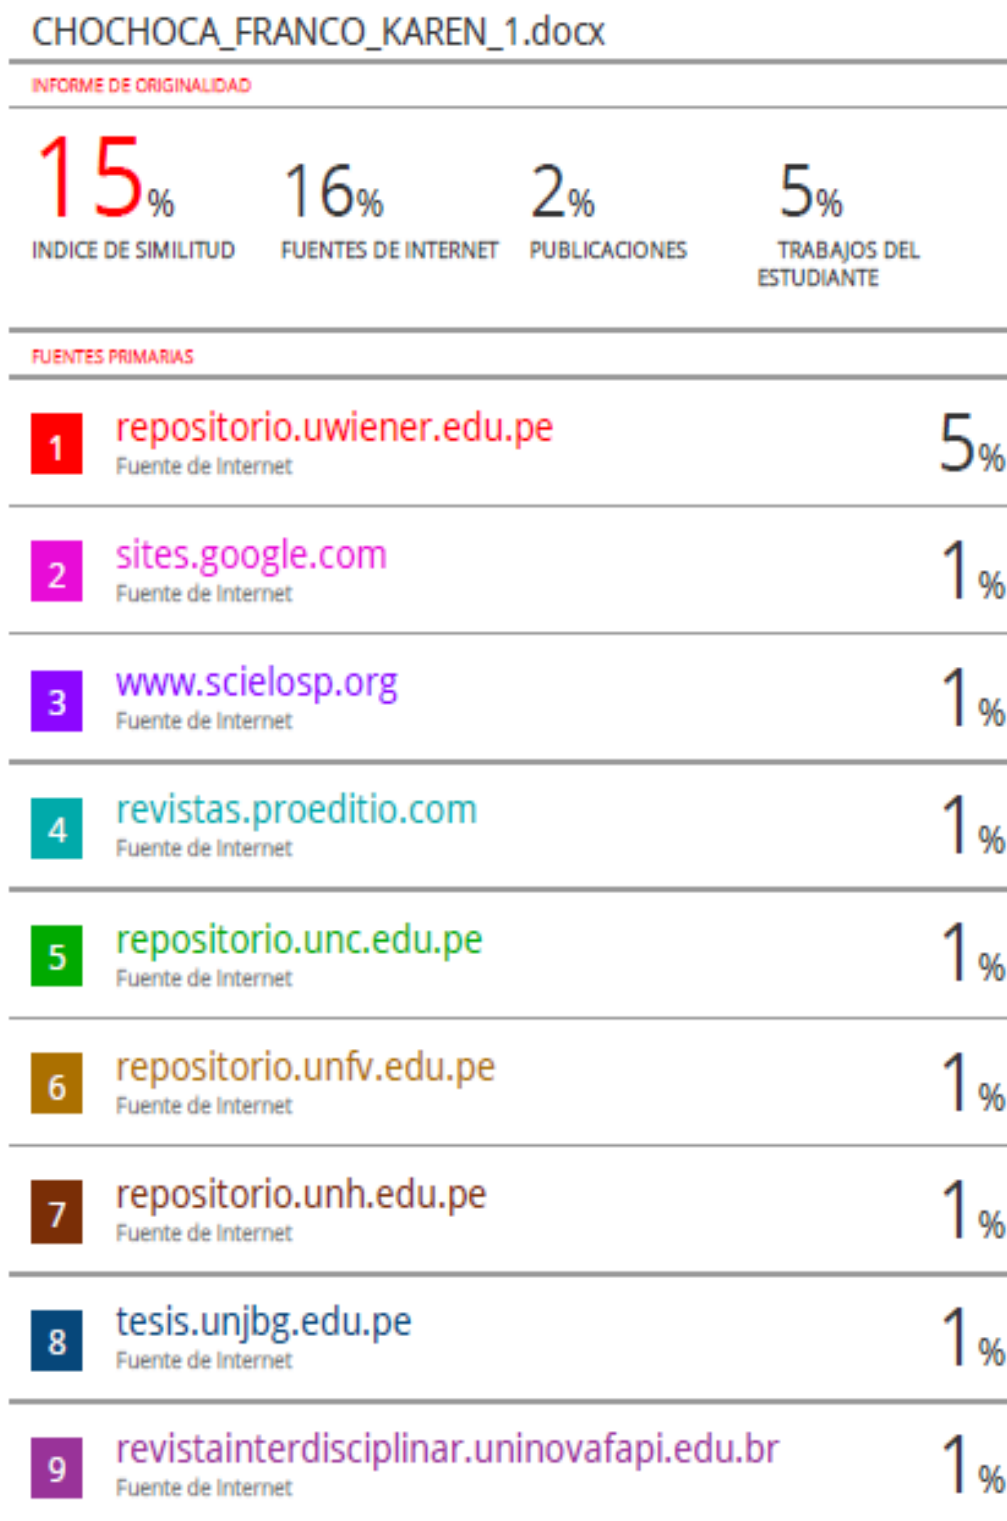 CHOCHOCA_FRANCO_KAREN_1.docx
INFORME DE ORIGINALIDAD
15% 16% 2% 5%
INDICE DE SIMILITUD FUENTES DE INTERNET PUBLICACIONES TRABAJOS DEL
ESTUDIANTE
FUENTES PRIMARIAS
1 repositorio.uwiener.edu.pe 5%
Fuente de Internet
2 sites.google.com 1%
Fuente de Internet
3 www.scielosp.org 1%
Fuente de Internet
4 revistas.proeditio.com 1%
Fuente de Internet
5 repositorio.unc.edu.pe 1%
Fuente de Internet
6 repositorio.unfv.edu.pe 1%
Fuente de Internet
7 repositorio.unh.edu.pe 1%
Fuente de Internet
8 tesis.unjbg.edu.pe 1%
Fuente de Internet
9 revistainterdisciplinar.uninovafapi.edu.br 1%
Fuente de Internet